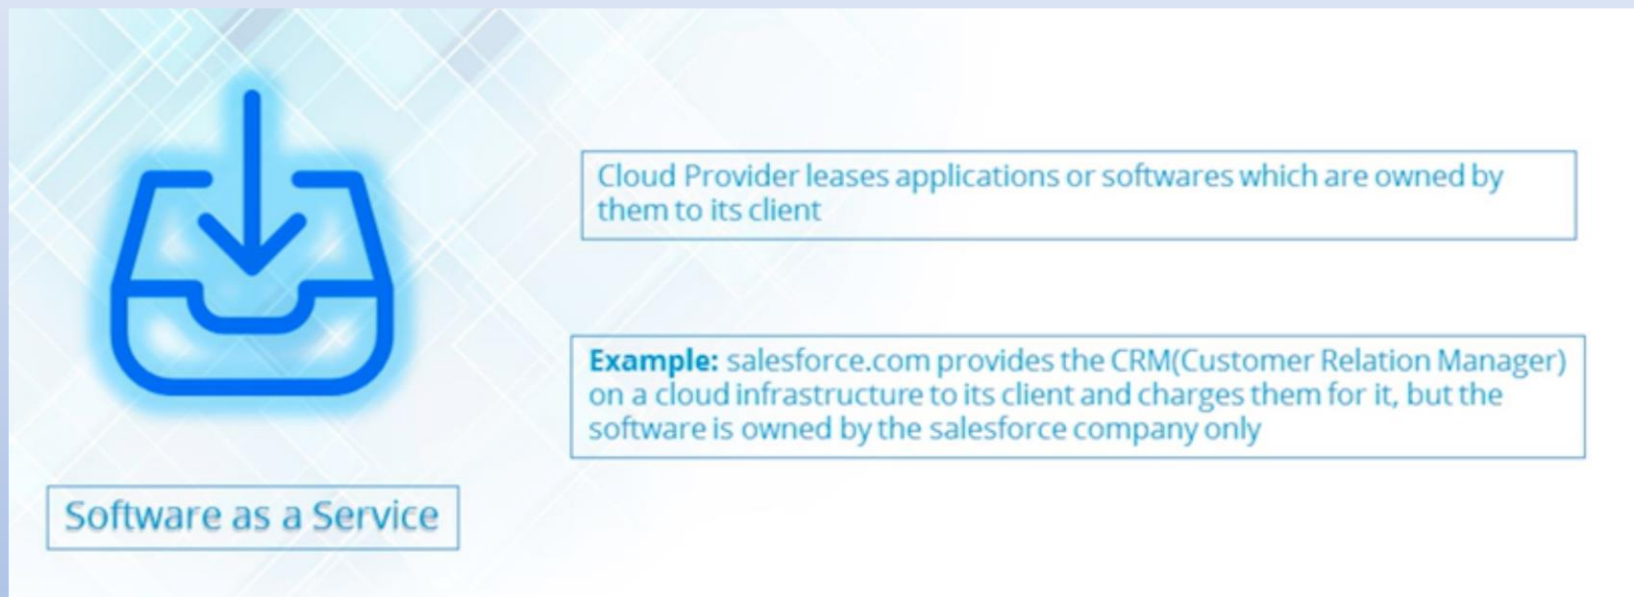 Cloud Provider leases applications or softwares which are owned by
them to its client
Example: salesforce.com provides the CRM(Customer Relation Manager)
on a cloud infrastructure to its client and charges them for it, but the
software is owned by the salesforce company only
Software as a Service